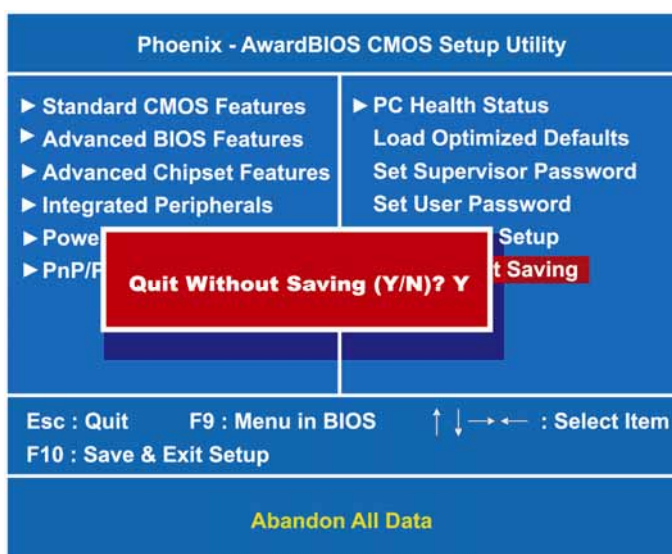 Phoenix - AwardBIOS CMOS Setup Utility
► Standard CMOS Features
► Advanced BIOS Features
► Advanced Chipset Features
► Integrated Peripherals
► Powe
► PnP/P
► PC Health Status
Load Optimized Defaults
Set Supervisor Password
Set User Password
Setup
t Saving
Quit Without Saving (Y/N)? Y
Esc : Quit F9 : Menu in BIOS ↑ ↓ → ← : Select Item
F10 : Save & Exit Setup
Abandon All Data